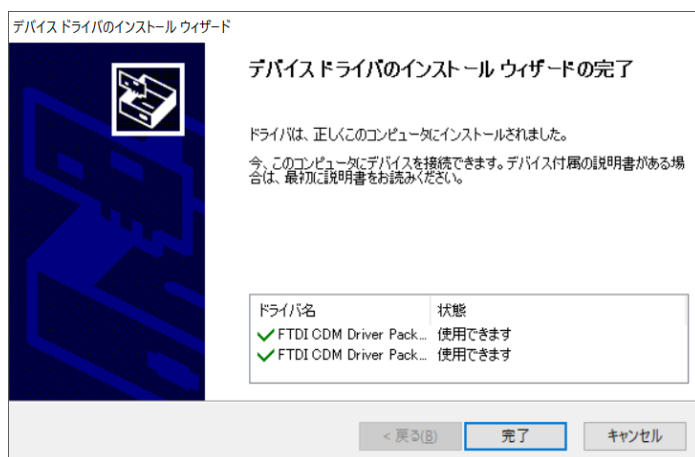 デバイス ドライバのインストール ウィザード
デバイス ドライバのインストール ウィザードの完了
ドライバは、正しくこのコンピュータにインストールされました。
今、このコンピュータにデバイスを接続できます。デバイス付属の説明書がある場
合は、最初に説明書をお読みください。
ドライバ名 状態
FTDI CDM Driver Pack... 使用できます
FTDI CDM Driver Pack... 使用できます
< 戻る(B) 完了 キャンセル